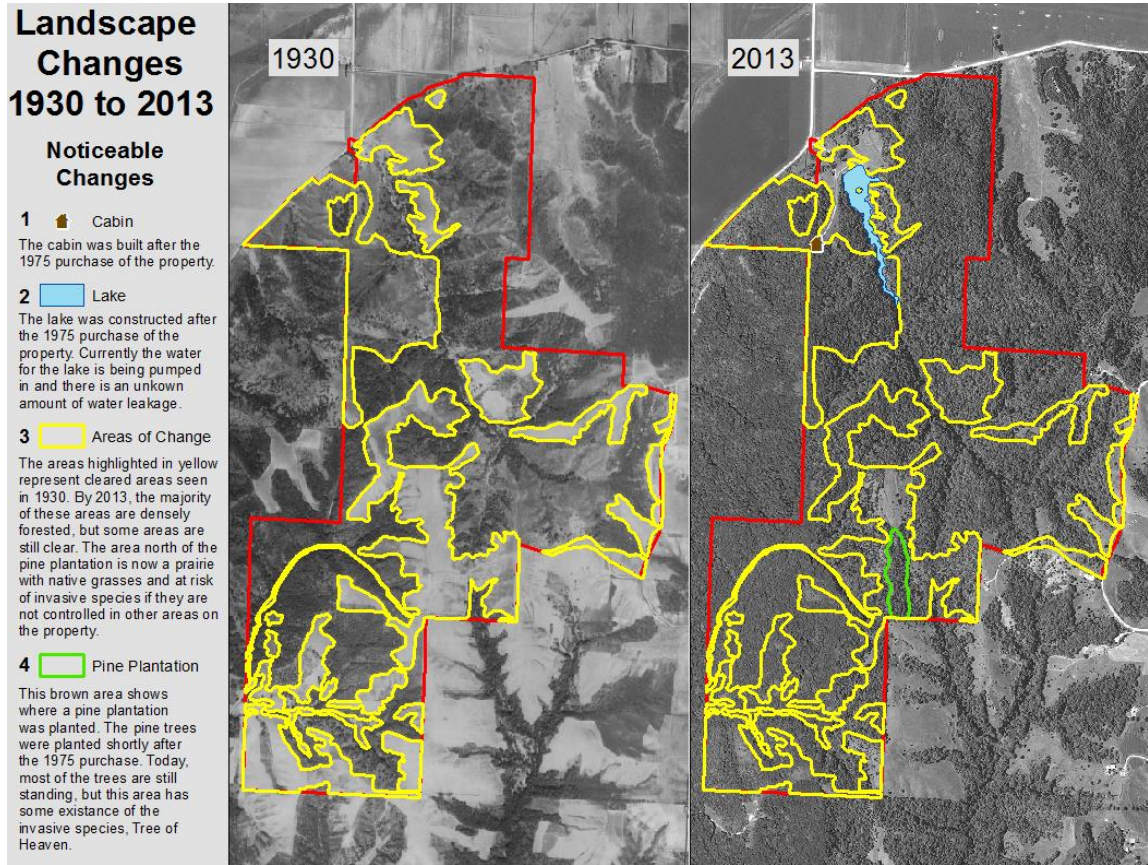 Landscape
Changes
1930 to 2013
Noticeable
Changes
1 Cabin
The cabin was built after the
1975 purchase of the property.
2 Lake
The lake was constructed after
the 1975 purchase of the
property. Currently the water
for the lake is being pumped
in and there is an unkown
amount of water leakage.
3 Areas of Change
The areas highlighted in yellow
represent cleared areas seen
in 1930. By 2013, the majority
of these areas are densely
forested, but some areas are
still clear. The area north of the
pine plantation is now a prairie
with native grasses and at risk
of invasive species if they are
not controlled in other areas on
the property.
4 Pine Plantation
This brown area shows
where a pine plantation
was planted. The pine trees
were planted shortly after
the 1975 purchase. Today,
most of the trees are still
standing, but this area has
some existance of the
invasive species, Tree of
Heaven.
1930
2013